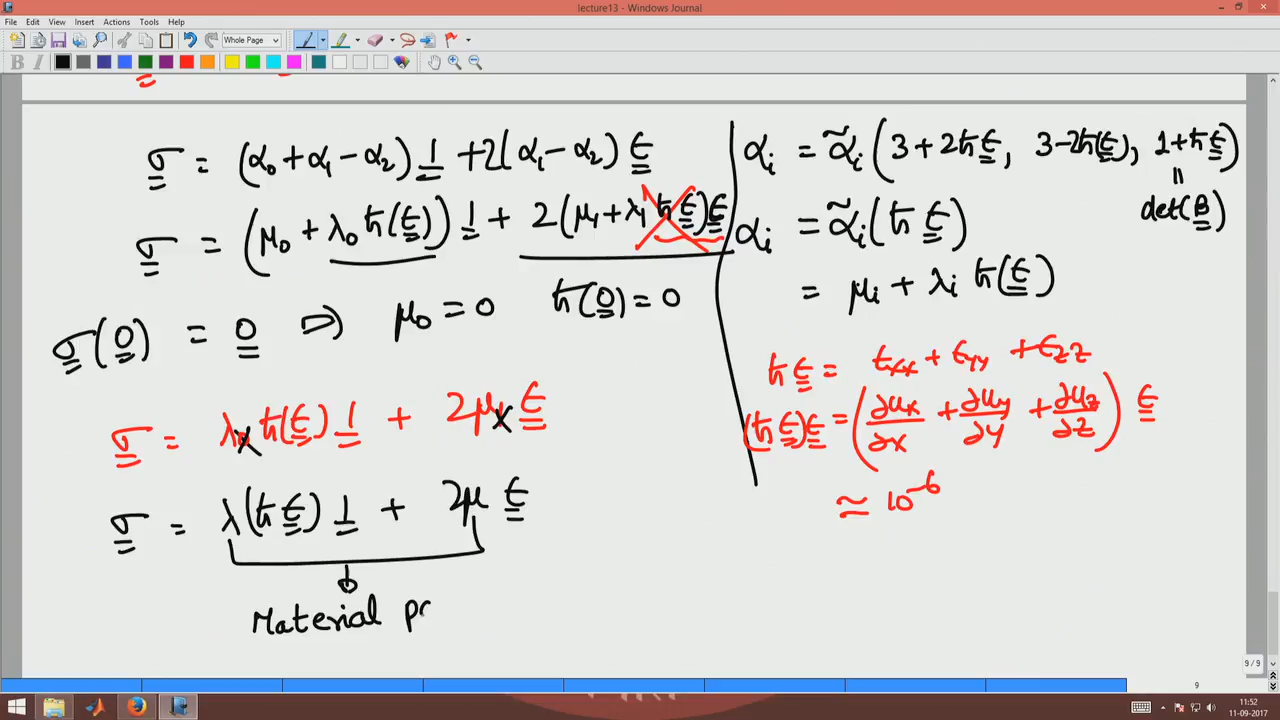 lecture13 - Windows Journal
File Edit View Insert Actions Tools Help
Whole Page
B I
σ = (α₀ + α₁ - α₂) 1 + 2(α₁ - α₂) ε
σ = (μ₀ + λ₀ tr(ε)) 1 + 2(μ₁ + λ₁ tr ε) ε
σ(0) = 0 ⇒ μ₀ = 0 tr(0) = 0
σ = λ₀ tr(ε) 1 + 2μ₁ ε
σ = λ(tr ε) 1 + 2μ ε
Material pr
αᵢ = α̃ᵢ(3 + 2tr ε, 3 - 2tr(ε), 1 + tr ε)
||
det(B)
αᵢ = α̃ᵢ(tr ε)
= μᵢ + λᵢ tr(ε)
tr ε = εxx + εyy + εzz
(tr ε)ε = (∂ux/∂x + ∂uy/∂y + ∂uz/∂z) ε
≈ 10⁻⁶
9 / 9
9
11:52
11-09-2017